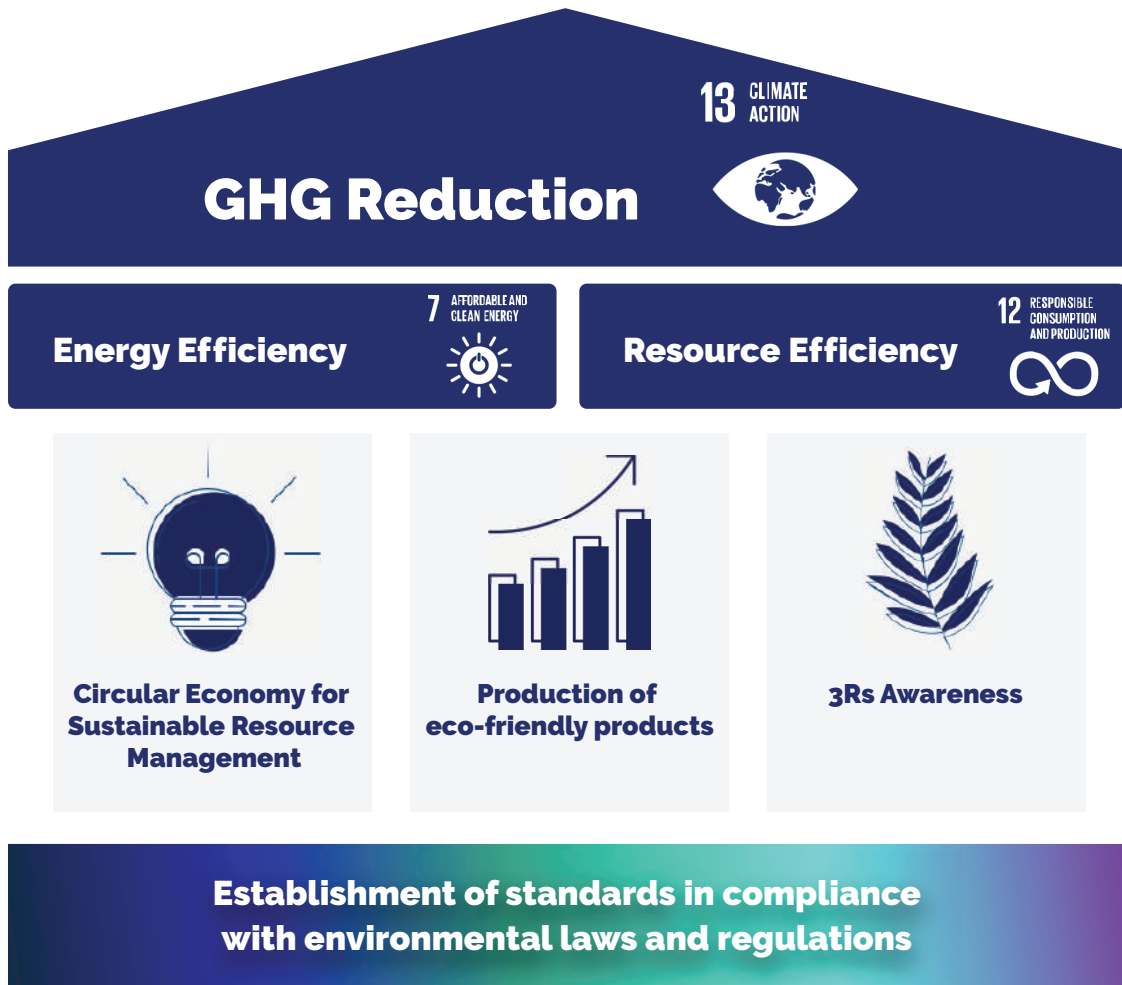 13 CLIMATE
ACTION
GHG Reduction
7 AFFORDABLE AND
CLEAN ENERGY
Energy Efficiency
12 RESPONSIBLE
CONSUMPTION
AND PRODUCTION
Resource Efficiency
Circular Economy for
Sustainable Resource
Management
Production of
eco-friendly products
3Rs Awareness
Establishment of standards in compliance
with environmental laws and regulations